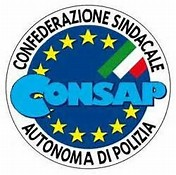 CONFEDERAZIONE SINDACALE
CONSAP
AUTONOMA DI POLIZIA